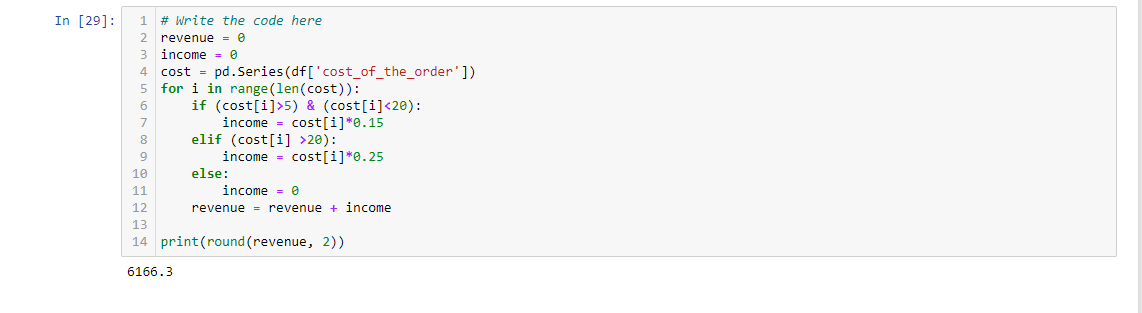 In [29]:
1 # Write the code here
2 revenue = 0
3 income = 0
4 cost = pd.Series(df['cost_of_the_order'])
5 for i in range(len(cost)):
6     if (cost[i]>5) & (cost[i]<20):
7         income = cost[i]*0.15
8     elif (cost[i] >20):
9         income = cost[i]*0.25
10     else:
11         income = 0
12     revenue = revenue + income
13
14 print(round(revenue, 2))
6166.3